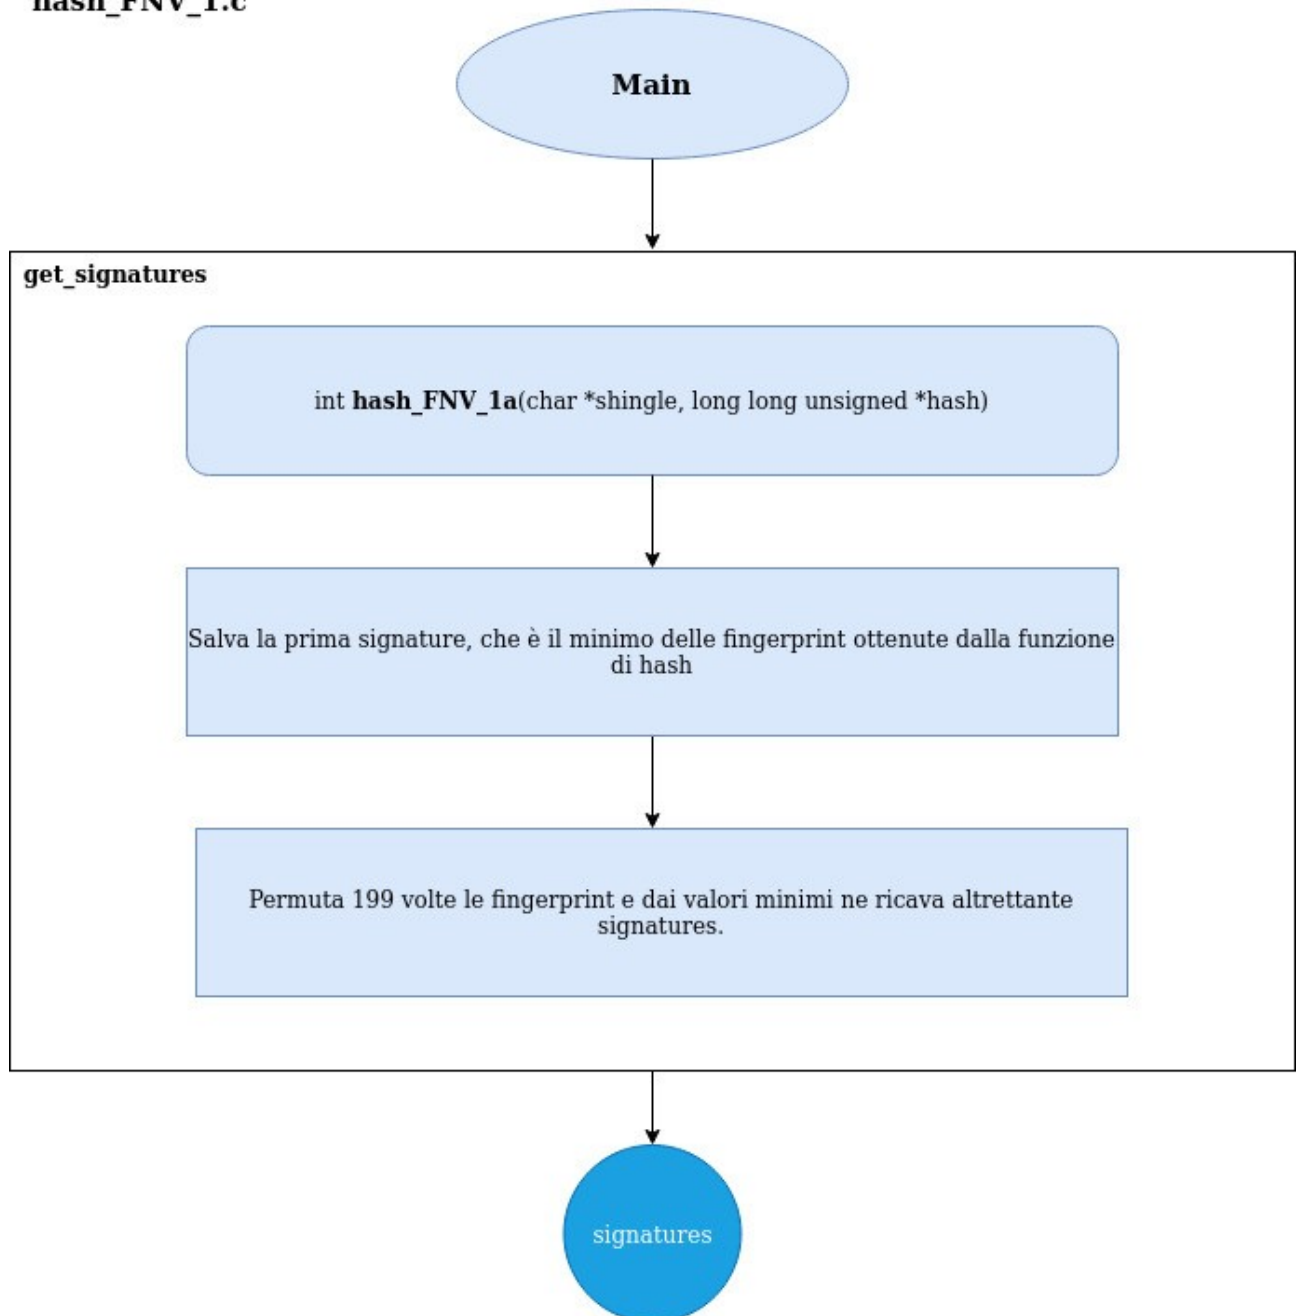 hash_FNV_1.c
Main
get_signatures
int hash_FNV_1a(char *shingle, long long unsigned *hash)
Salva la prima signature, che è il minimo delle fingerprint ottenute dalla funzione
di hash
Permuta 199 volte le fingerprint e dai valori minimi ne ricava altrettante
signatures.
signatures